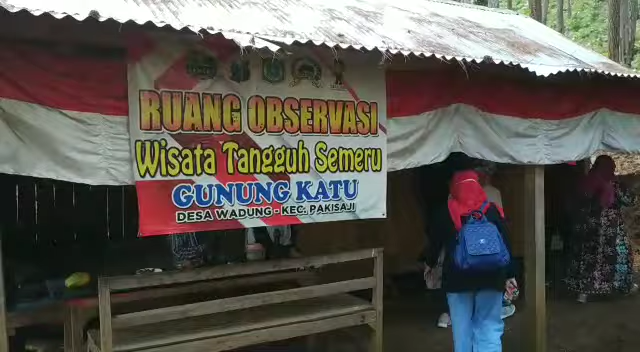 RUANG OBSERVASI
Wisata Tangguh Semeru
GUNUNG KATU
DESA WADUNG - KEC. PAKISAJI